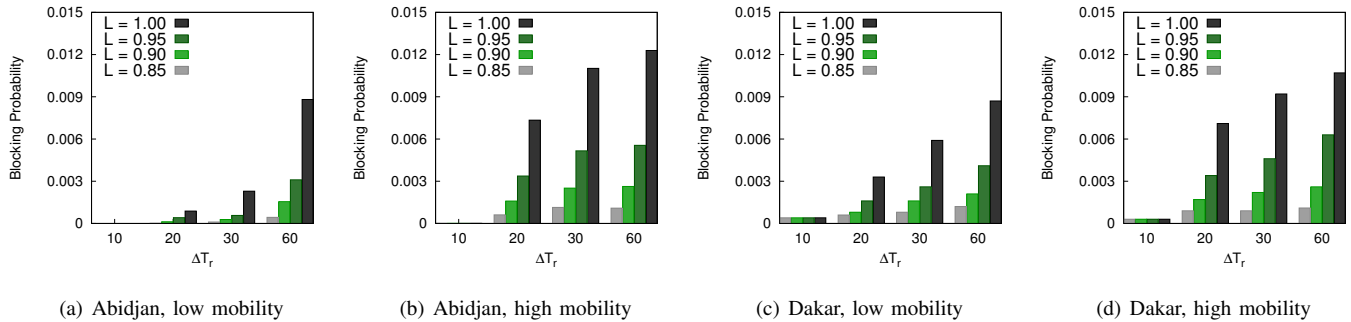 0.015
0.012
0.009
0.006
0.003
0
Blocking Probability
L = 1.00
L = 0.95
L = 0.90
L = 0.85
10 20 30 60
ΔTr
(a) Abidjan, low mobility
0.015
0.012
0.009
0.006
0.003
0
Blocking Probability
L = 1.00
L = 0.95
L = 0.90
L = 0.85
10 20 30 60
ΔTr
(b) Abidjan, high mobility
0.015
0.012
0.009
0.006
0.003
0
Blocking Probability
L = 1.00
L = 0.95
L = 0.90
L = 0.85
10 20 30 60
ΔTr
(c) Dakar, low mobility
0.015
0.012
0.009
0.006
0.003
0
Blocking Probability
L = 1.00
L = 0.95
L = 0.90
L = 0.85
10 20 30 60
ΔTr
(d) Dakar, high mobility